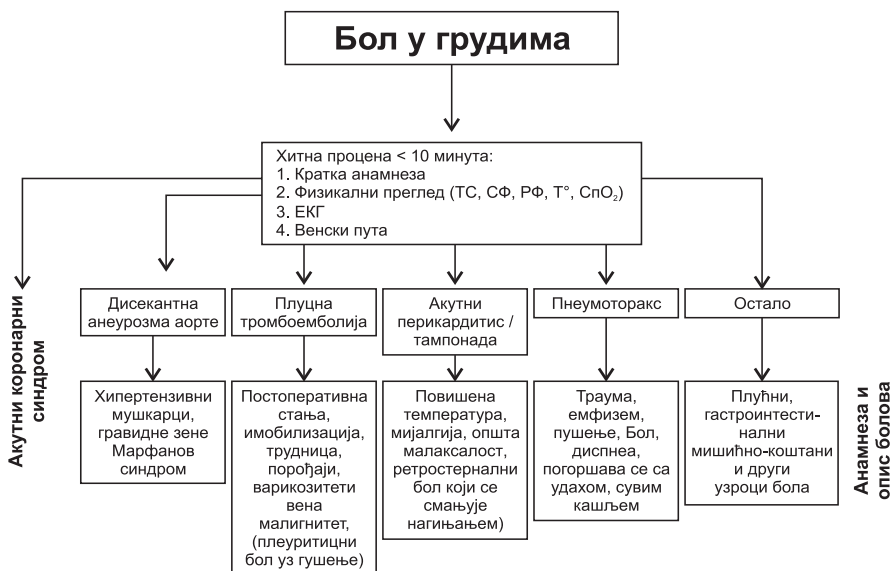 Бол у грудима
Хитна процена < 10 минута:
1. Кратка анамнеза
2. Физикални преглед (ТС, СФ, РФ, Т°, СпО₂)
3. ЕКГ
4. Венски пута
Акутни коронарни
синдром
Дисекантна
анеурозма аорте
Плуцна
тромбоемболија
Акутни
перикардитис /
тампонада
Пнеумоторакс
Остало
Хипертензивни
мушкарци,
гравидне зене
Марфанов
синдром
Постоперативна
стања,
имобилизација,
трудница,
порођаји,
варикозитети
вена
малигнитет,
(плеуритицни
бол уз гушење)
Повишена
температура,
мијалгија, општа
малаксалост,
ретростернални
бол који се
смањује
нагињањем)
Траума,
емфизем,
пушење, Бол,
диспнеа,
погоршава се са
удахом, сувим
кашљем
Плућни,
гастроинтести-
нални
мишићно-коштани
и други
узроци бола
Анамнеза и
опис болова